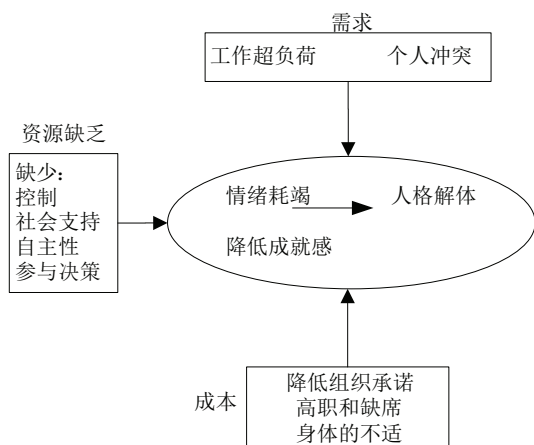 需求
工作超负荷 个人冲突
资源缺乏
缺少：
控制
社会支持
自主性
参与决策
情绪耗竭 人格解体
降低成就感
成本
降低组织承诺
高职和缺席
身体的不适